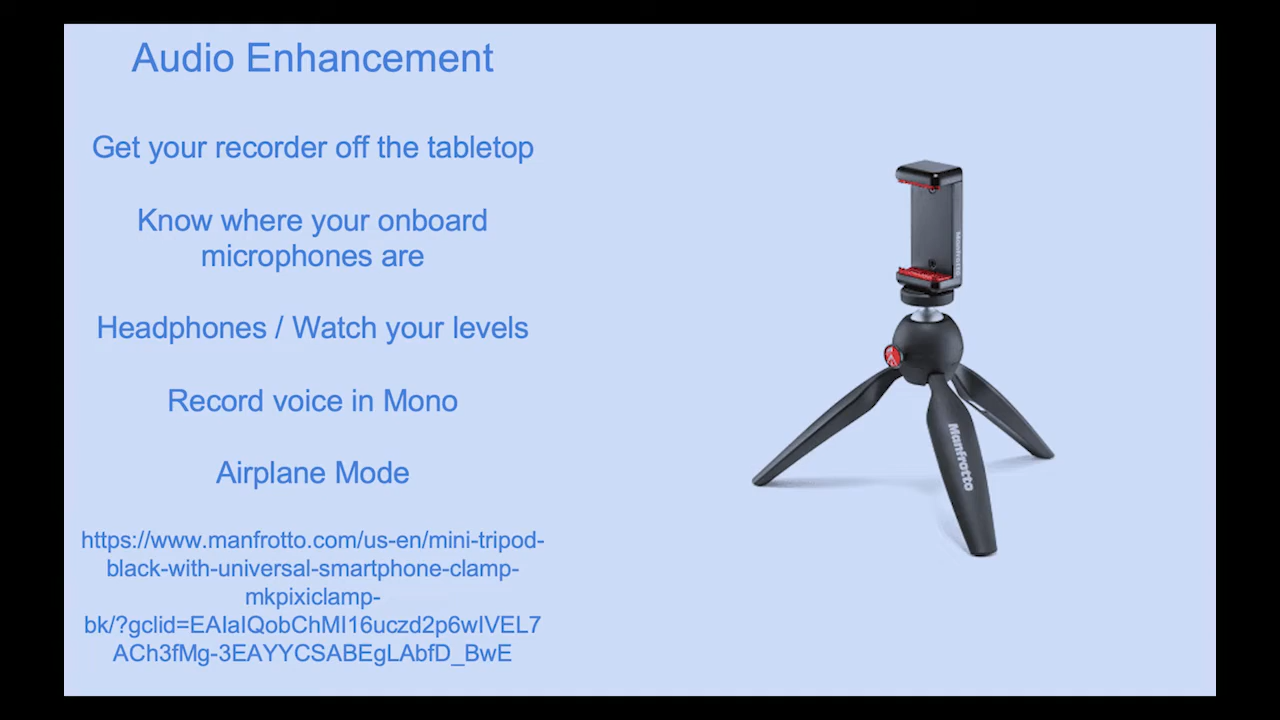 Audio Enhancement
Get your recorder off the tabletop
Know where your onboard
microphones are
Headphones / Watch your levels
Record voice in Mono
Airplane Mode
https://www.manfrotto.com/us-en/mini-tripod-
black-with-universal-smartphone-clamp-
mkpixiclamp-
bk/?gclid=EAIaIQobChMI16uczd2p6wIVEL7
ACh3fMg-3EAYYCSABEgLAbfD_BwE
Manfrotto
Manfrotto